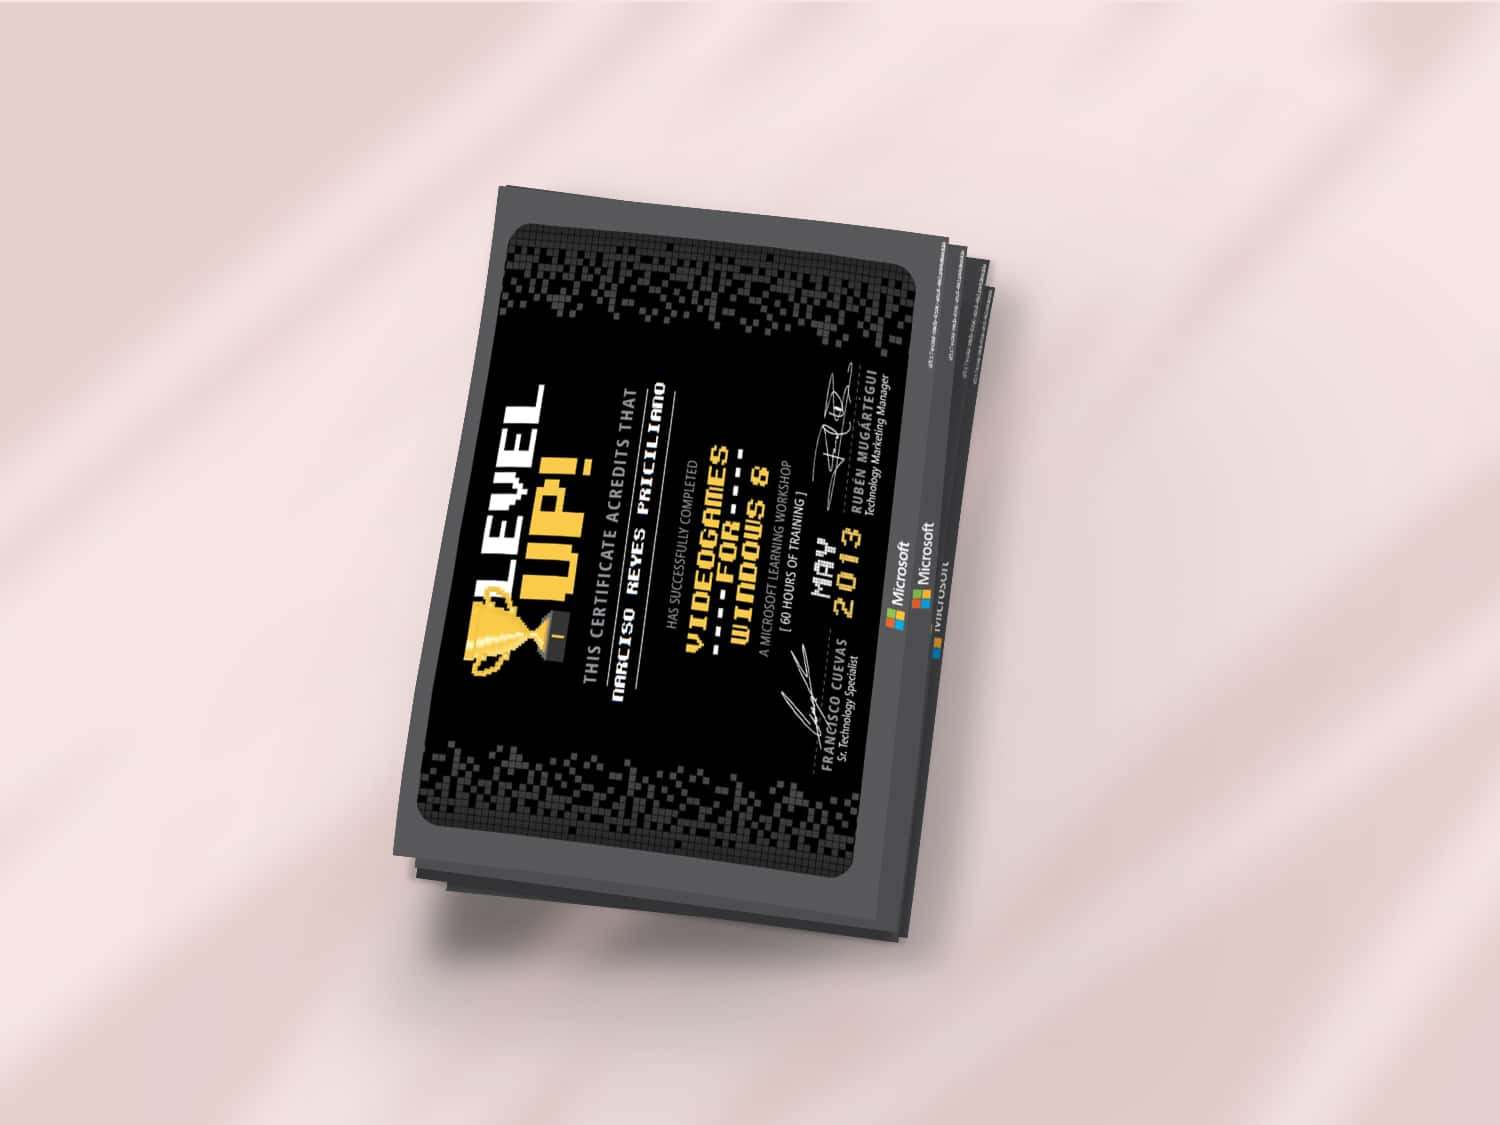 LEVEL
UP!
THIS CERTIFICATE ACREDITS THAT
NARCISO REYES PRICILIANO
HAS SUCCESSFULLY COMPLETED
VIDEOGAMES
FOR
WINDOWS 8
A MICROSOFT LEARNING WORKSHOP
[ 60 HOURS OF TRAINING ]
MAY
2013
FRANCISCO CUEVAS
Sr. Technology Specialist
RUBÉN MUGÁRTEGUI
Technology Marketing Manager
Microsoft
Microsoft
Microsoft